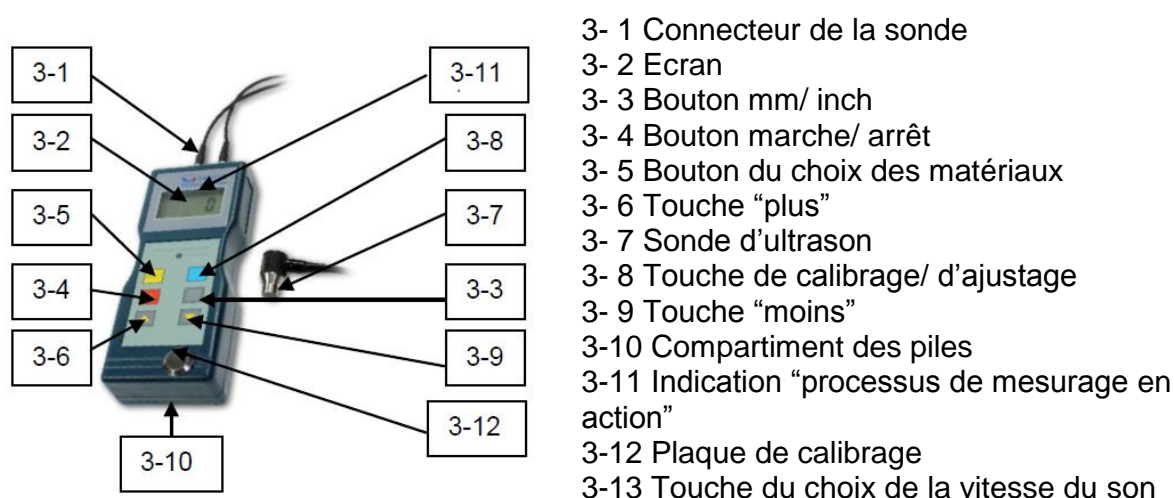 3-1
3-11
3-2
3-8
3-5
3-7
3-4
3-3
3-6
3-9
3-12
3-10
3- 1 Connecteur de la sonde
3- 2 Ecran
3- 3 Bouton mm/ inch
3- 4 Bouton marche/ arrêt
3- 5 Bouton du choix des matériaux
3- 6 Touche “plus”
3- 7 Sonde d’ultrason
3- 8 Touche de calibrage/ d’ajustage
3- 9 Touche “moins”
3-10 Compartiment des piles
3-11 Indication “processus de mesurage en
action”
3-12 Plaque de calibrage
3-13 Touche du choix de la vitesse du son